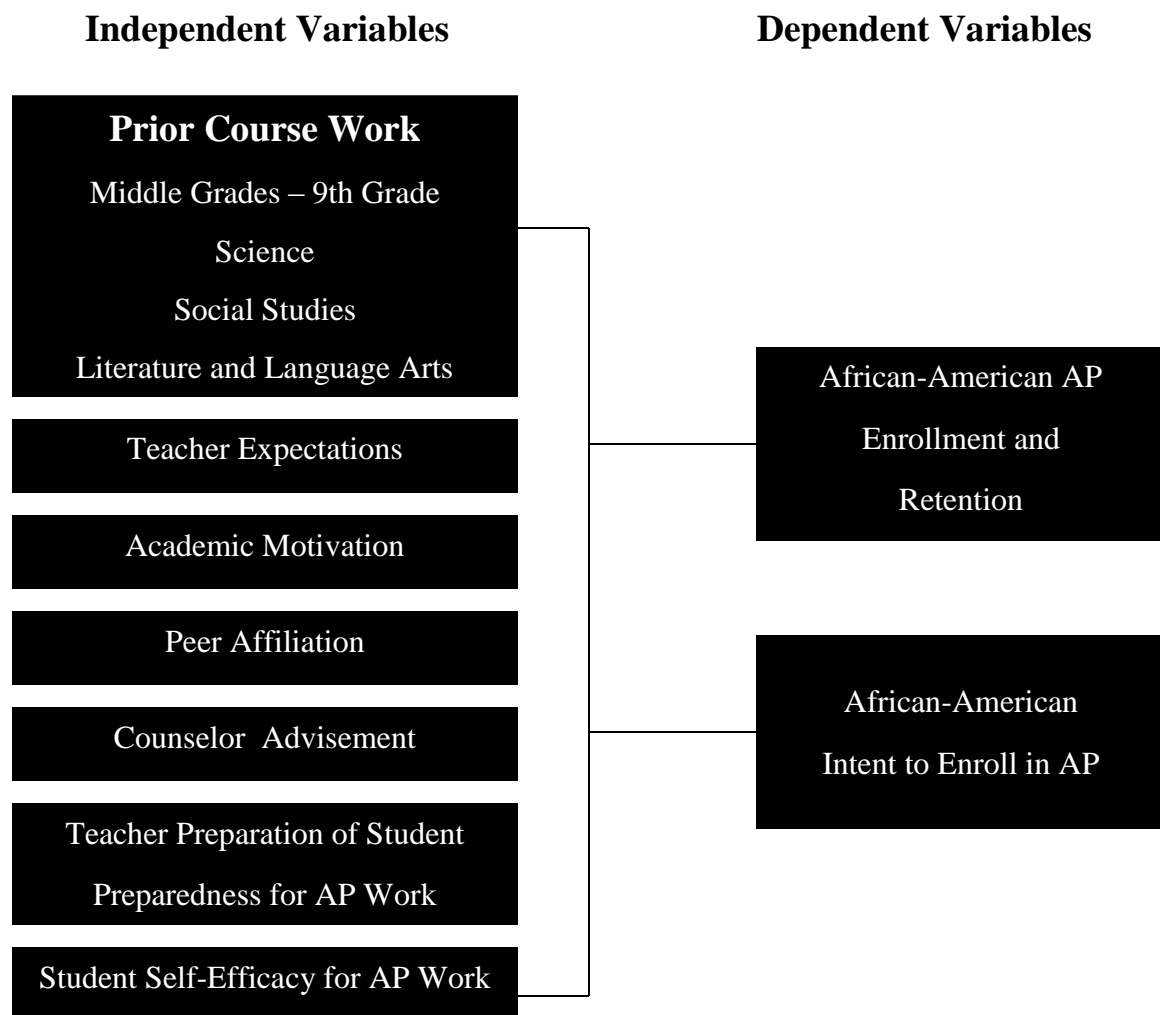 Independent Variables
Dependent Variables
Prior Course Work
Middle Grades – 9th Grade
Science
Social Studies
Literature and Language Arts
Teacher Expectations
Academic Motivation
Peer Affiliation
Counselor  Advisement
Teacher Preparation of Student
Preparedness for AP Work
Student Self-Efficacy for AP Work
African-American AP
Enrollment and
Retention
African-American
Intent to Enroll in AP